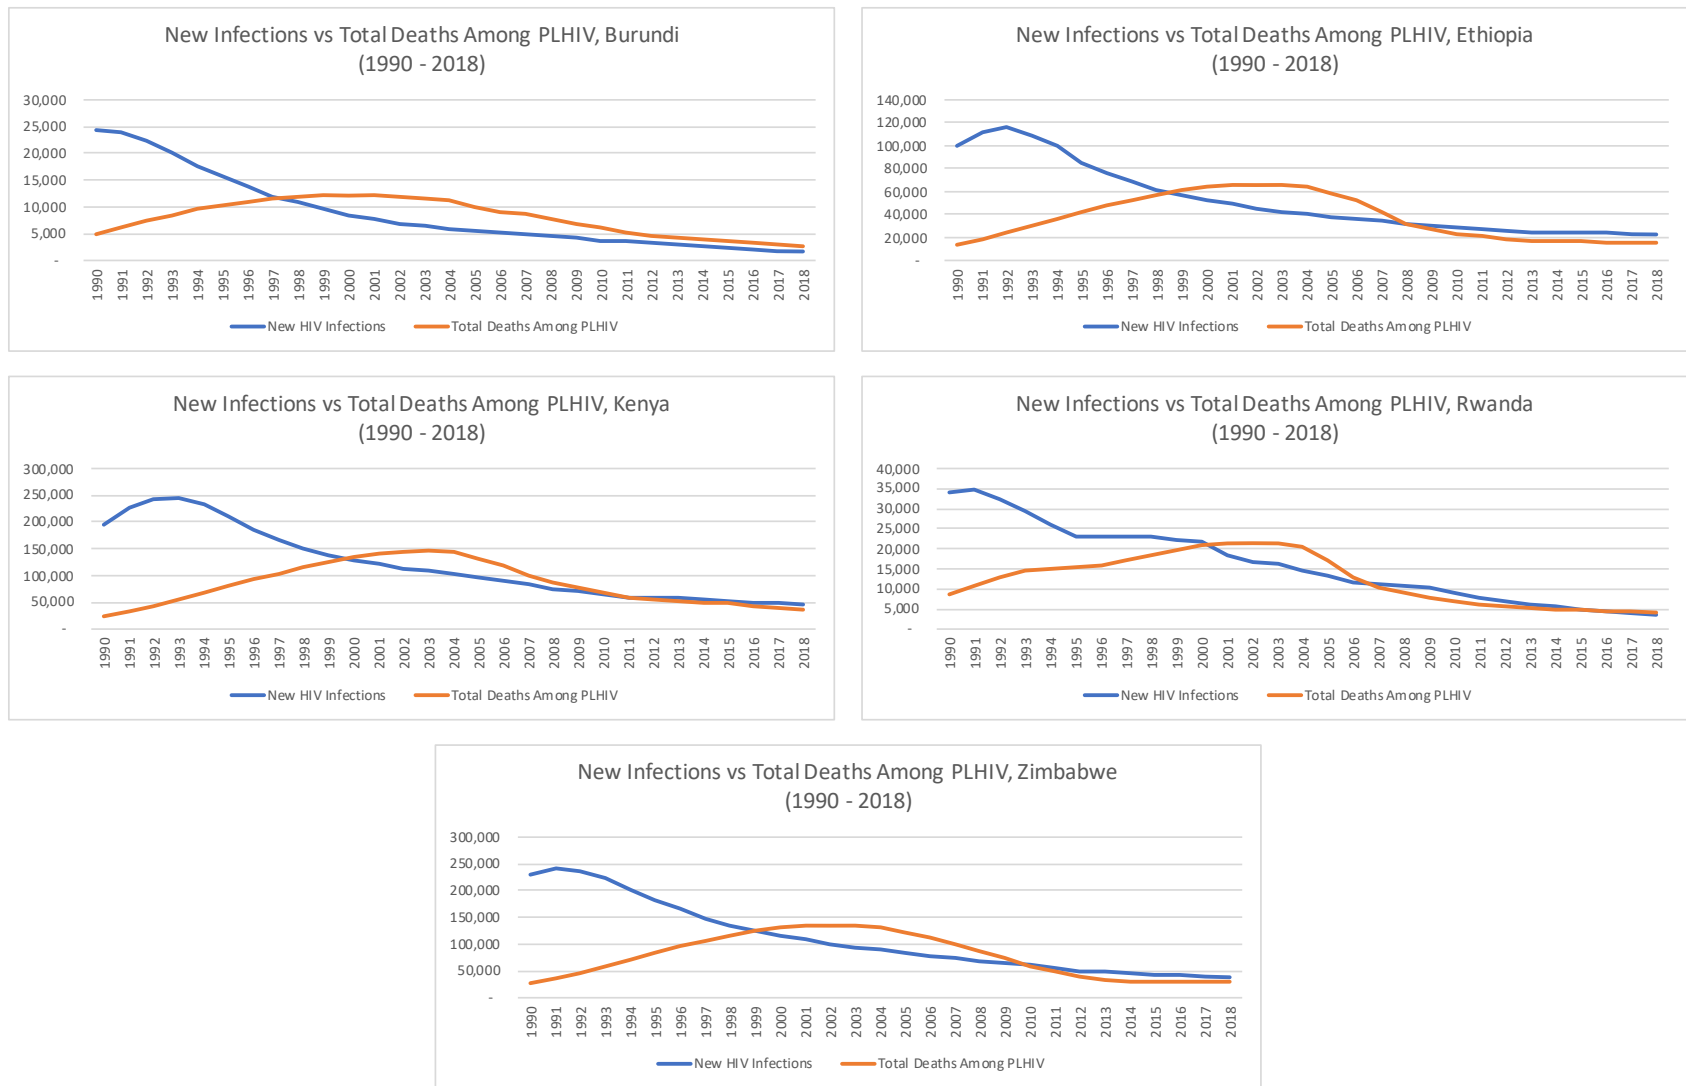 New Infections vs Total Deaths Among PLHIV, Burundi
(1990 - 2018)
30,000
25,000
20,000
15,000
10,000
5,000
-
1990 1991 1992 1993 1994 1995 1996 1997 1998 1999 2000 2001 2002 2003 2004 2005 2006 2007 2008 2009 2010 2011 2012 2013 2014 2015 2016 2017 2018
New HIV Infections Total Deaths Among PLHIV
New Infections vs Total Deaths Among PLHIV, Ethiopia
(1990 - 2018)
140,000
120,000
100,000
80,000
60,000
40,000
20,000
-
1990 1991 1992 1993 1994 1995 1996 1997 1998 1999 2000 2001 2002 2003 2004 2005 2006 2007 2008 2009 2010 2011 2012 2013 2014 2015 2016 2017 2018
New HIV Infections Total Deaths Among PLHIV
New Infections vs Total Deaths Among PLHIV, Kenya
(1990 - 2018)
300,000
250,000
200,000
150,000
100,000
50,000
-
1990 1991 1992 1993 1994 1995 1996 1997 1998 1999 2000 2001 2002 2003 2004 2005 2006 2007 2008 2009 2010 2011 2012 2013 2014 2015 2016 2017 2018
New HIV Infections Total Deaths Among PLHIV
New Infections vs Total Deaths Among PLHIV, Rwanda
(1990 - 2018)
40,000
35,000
30,000
25,000
20,000
15,000
10,000
5,000
-
1990 1991 1992 1993 1994 1995 1996 1997 1998 1999 2000 2001 2002 2003 2004 2005 2006 2007 2008 2009 2010 2011 2012 2013 2014 2015 2016 2017 2018
New HIV Infections Total Deaths Among PLHIV
New Infections vs Total Deaths Among PLHIV, Zimbabwe
(1990 - 2018)
300,000
250,000
200,000
150,000
100,000
50,000
-
1990 1991 1992 1993 1994 1995 1996 1997 1998 1999 2000 2001 2002 2003 2004 2005 2006 2007 2008 2009 2010 2011 2012 2013 2014 2015 2016 2017 2018
New HIV Infections Total Deaths Among PLHIV